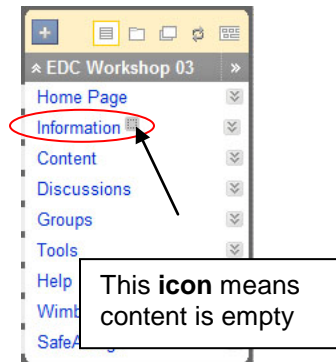 EDC Workshop 03
Home Page
Information
Content
Discussions
Groups
Tools
Help
This icon means
content is empty